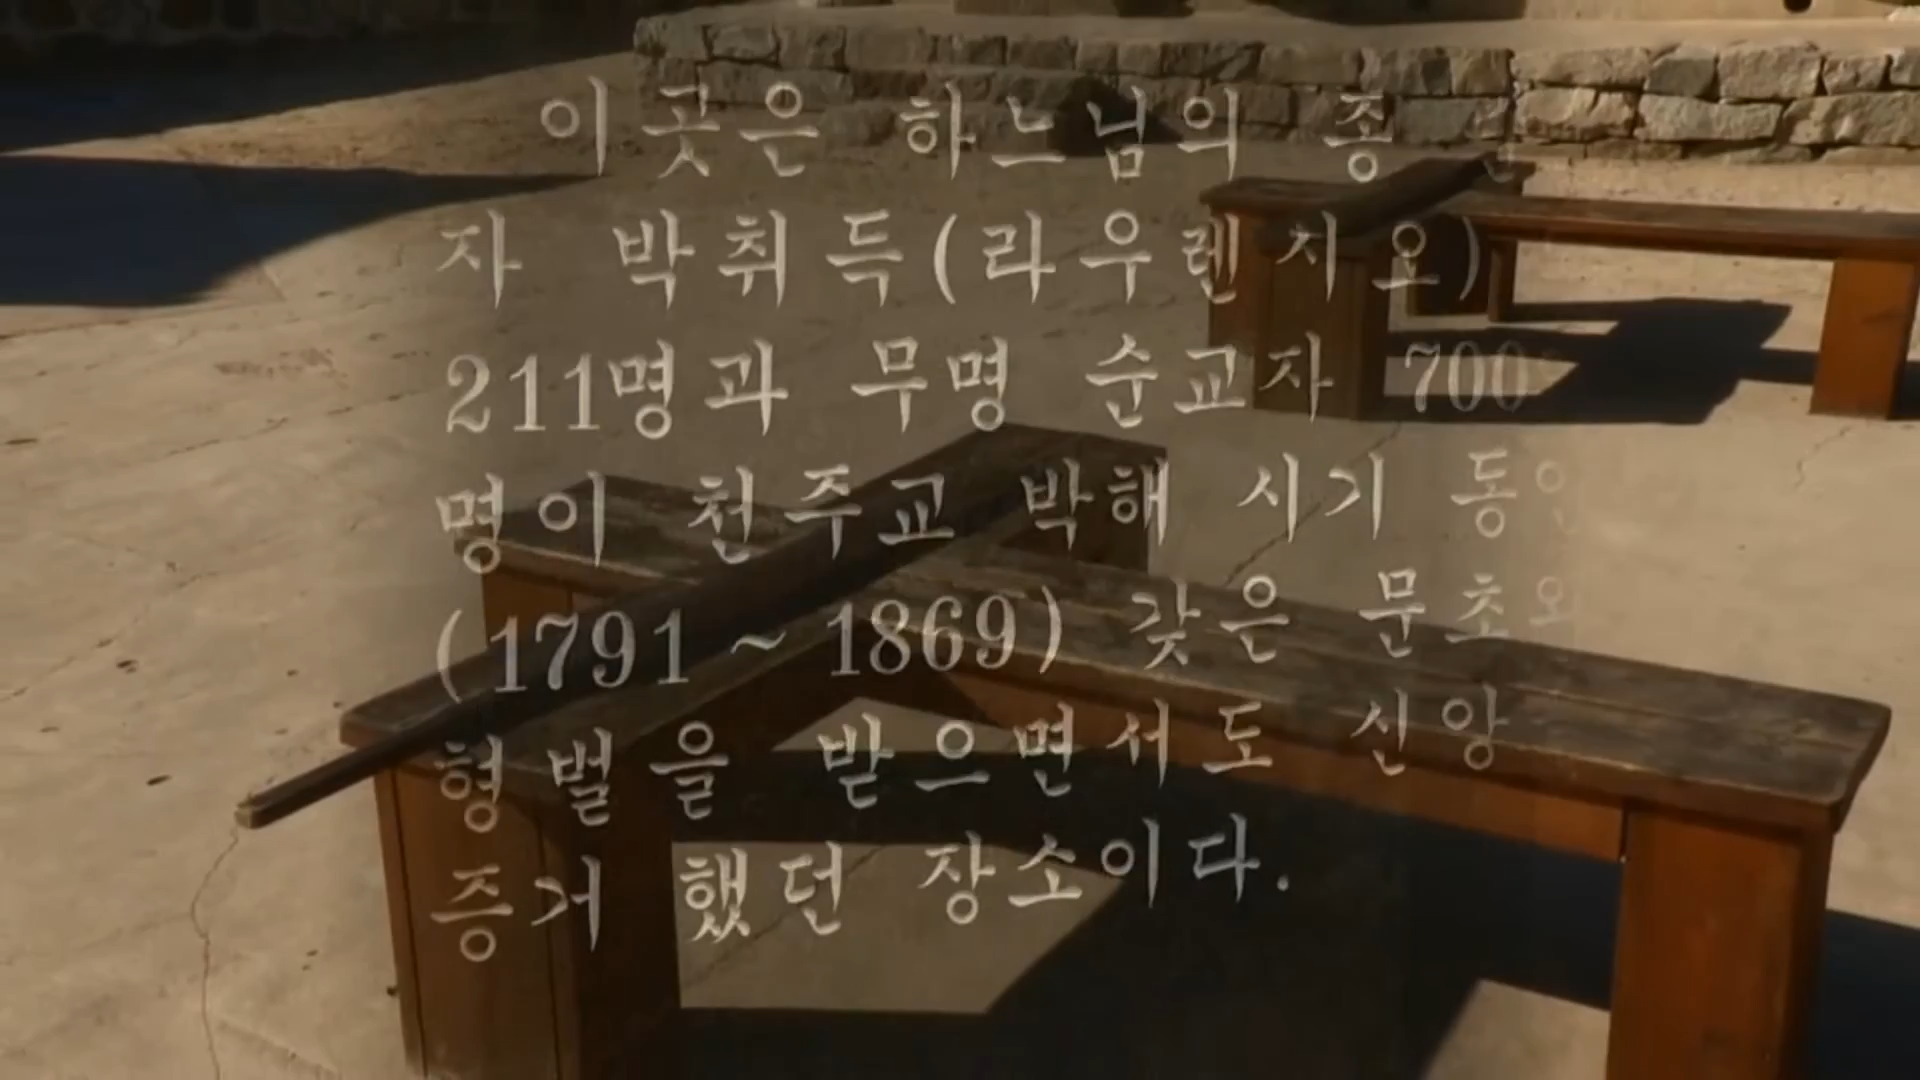 이곳은 하느님의 종
자 박취득(라우렌시오)
211명과 무명 순교자 700
명이 천주교 박해 시기 동안
(1791~1869) 갖은 문초와
형벌을 받으면서도 신앙
증거 했던 장소이다.